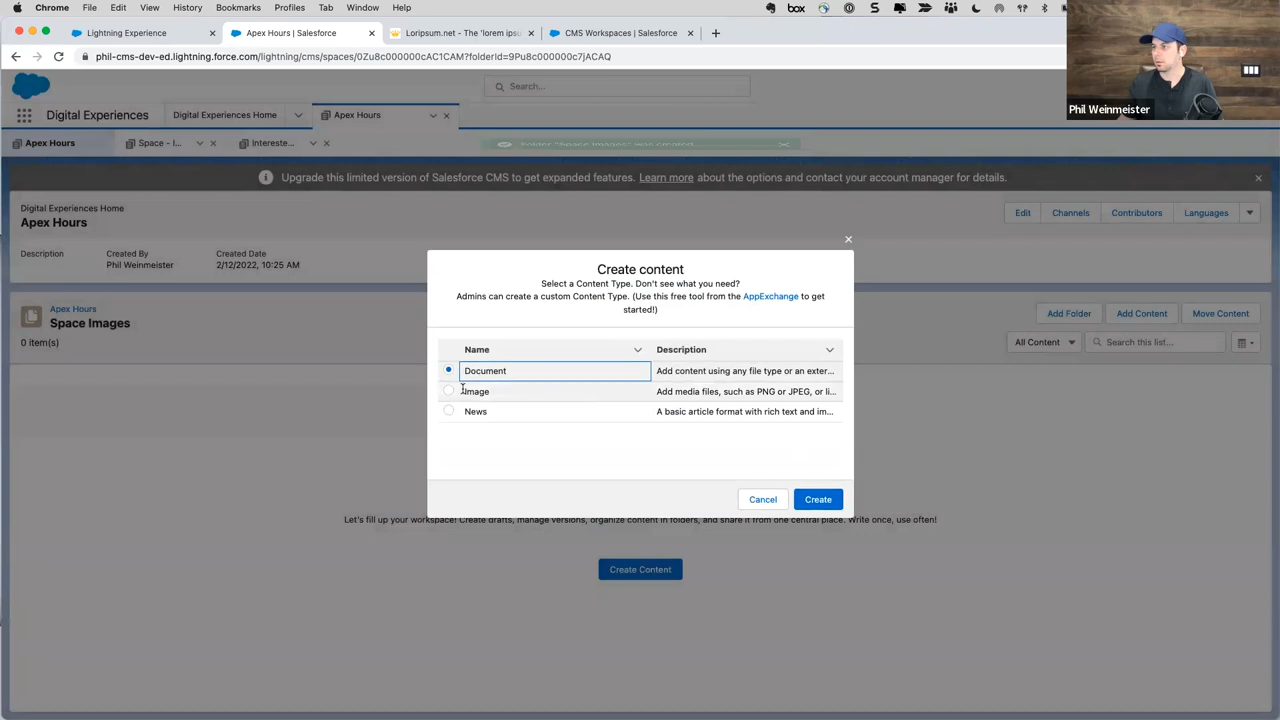 Chrome File Edit View History Bookmarks Profiles Tab Window Help
box
Lightning Experience
Apex Hours | Salesforce
Loripsum.net - The 'lorem ipsu
CMS Workspaces | Salesforce
phil-cms-dev-ed.lightning.force.com/lightning/cms/spaces/0Zu8c000000cAC1CAM?folderId=9Pu8c000000c7jACAQ
Phil Weinmeister
Search...
Digital Experiences
Digital Experiences Home
Apex Hours
Apex Hours
Space - I...
Intereste...
Upgrade this limited version of Salesforce CMS to get expanded features. Learn more about the options and contact your account manager for details.
Digital Experiences Home
Apex Hours
Edit
Channels
Contributors
Languages
Description
Created By
Phil Weinmeister
Created Date
2/12/2022, 10:25 AM
Create content
Select a Content Type. Don't see what you need?
Admins can create a custom Content Type. (Use this free tool from the AppExchange to get
started!)
Apex Hours
Space Images
0 item(s)
Add Folder
Add Content
Move Content
All Content
Search this list...
Name
Description
Document
Add content using any file type or an exter...
Image
Add media files, such as PNG or JPEG, or li...
News
A basic article format with rich text and im...
Cancel
Create
Let's fill up your workspace! Create drafts, manage versions, organize content in folders, and share it from one central place. Write once, use often!
Create Content